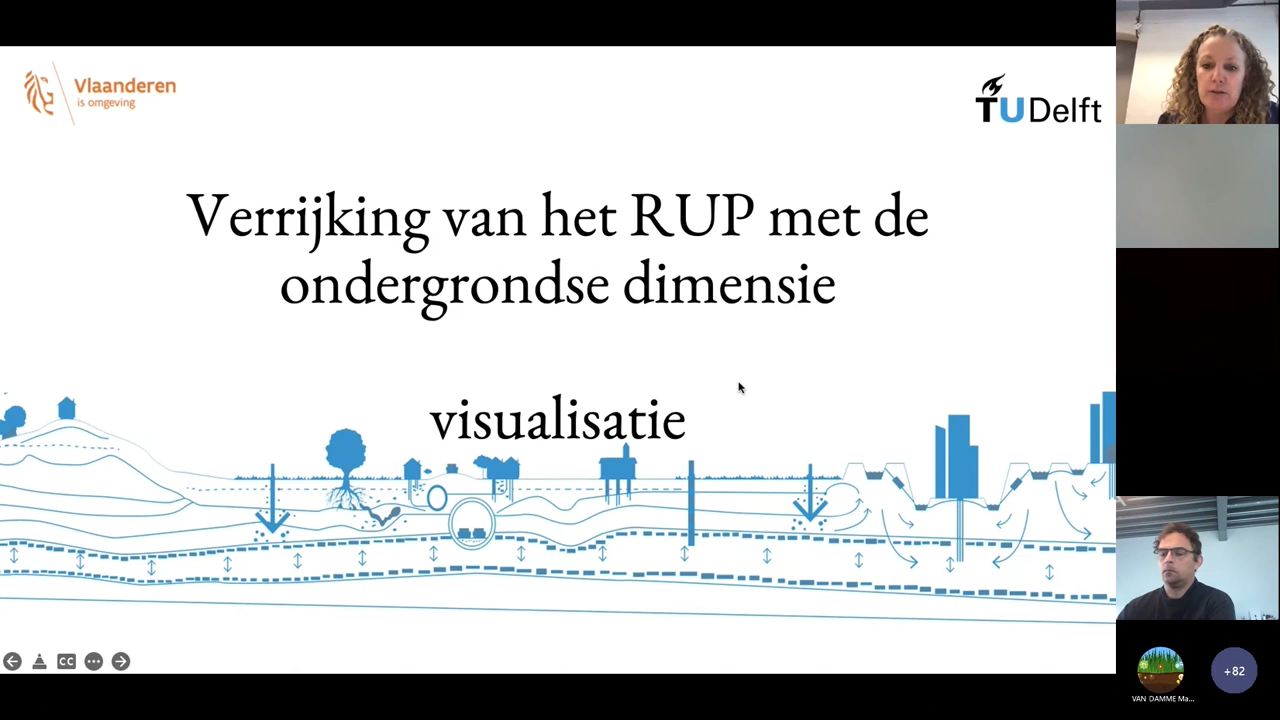 Vlaanderen
is omgeving
TU Delft
Verrijking van het RUP met de
ondergrondse dimensie
visualisatie
CC
VAN DAMME Ma...
+82